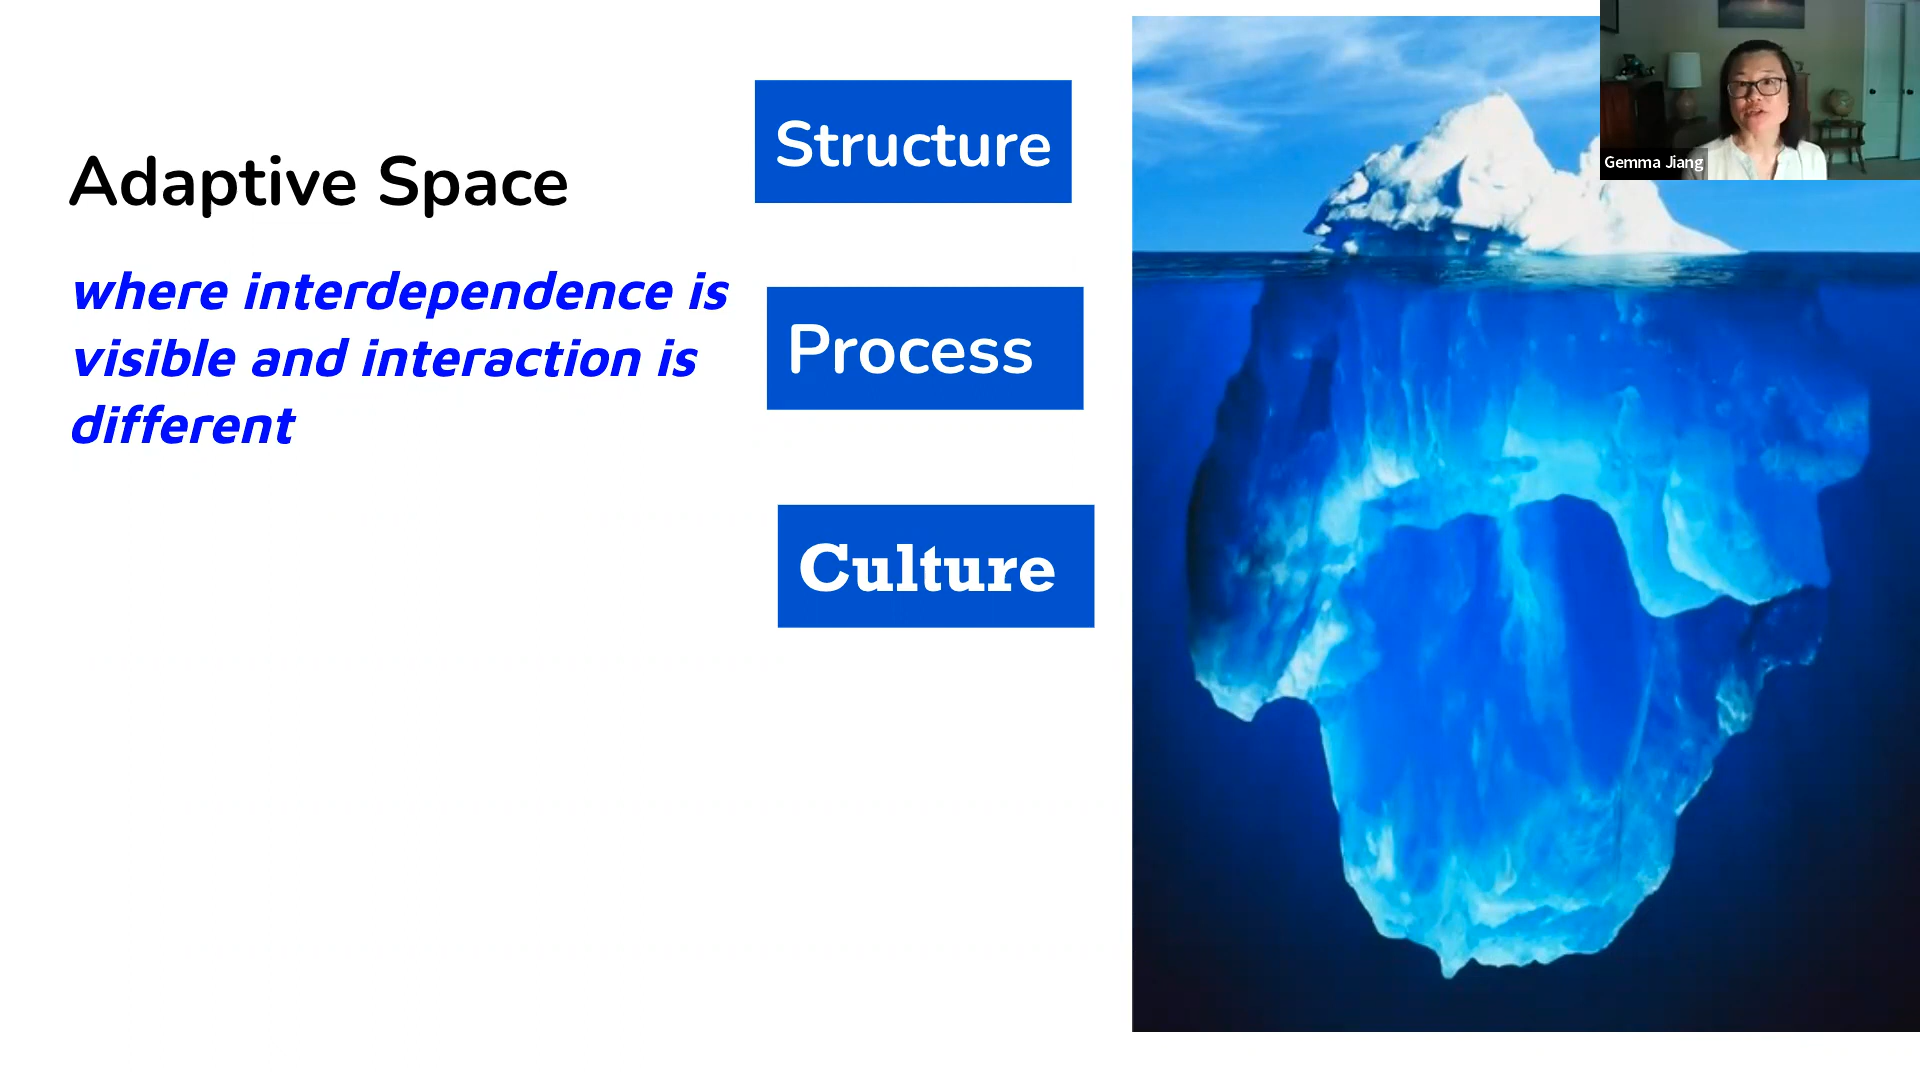 Adaptive Space
where interdependence is
visible and interaction is
different
Structure
Process
Culture
Gemma Jiang